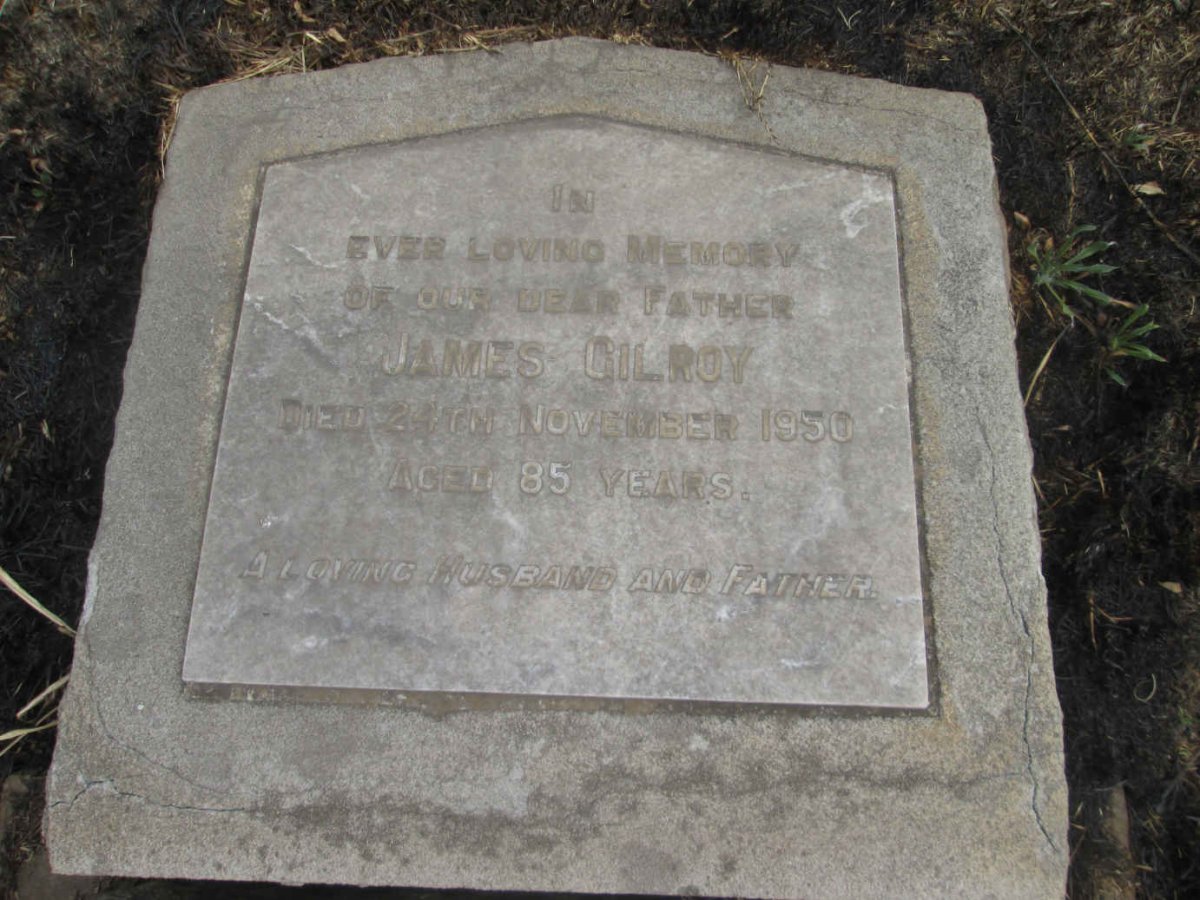 IN
EVER LOVING MEMORY
OF OUR DEAR FATHER
JAMES GILROY
DIED 24TH NOVEMBER 1950
AGED 85 YEARS.
A LOVING HUSBAND AND FATHER.